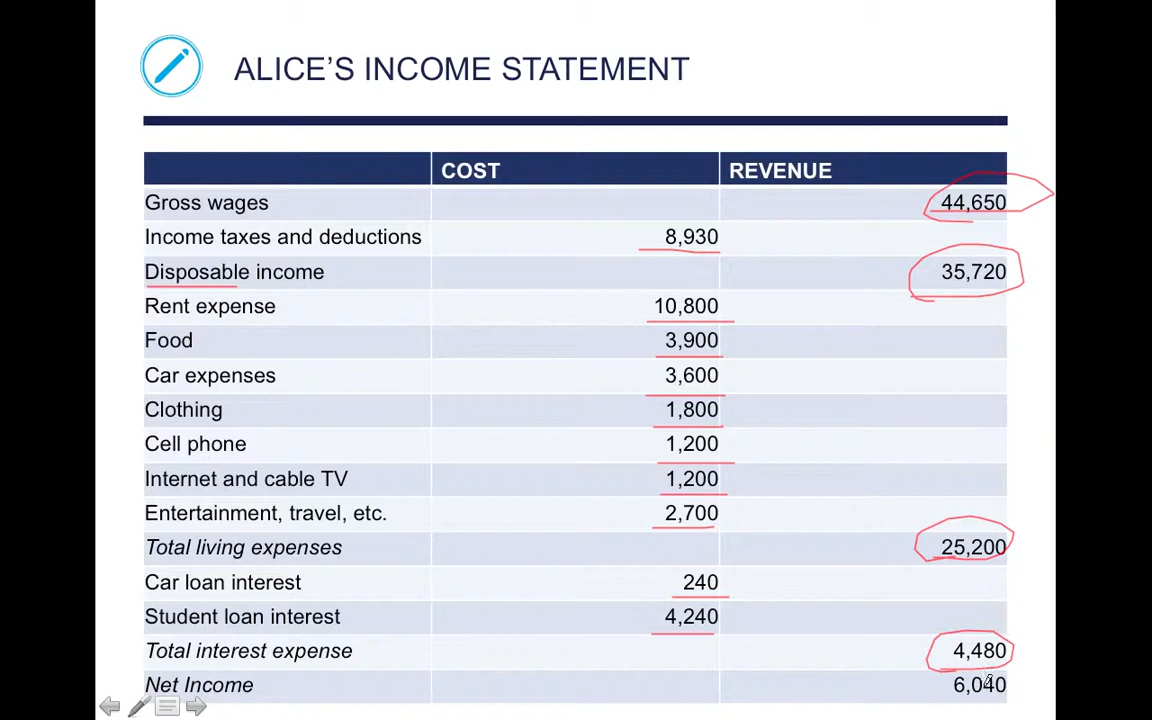 ALICE'S INCOME STATEMENT
COST REVENUE
Gross wages 44,650
Income taxes and deductions 8,930
Disposable income 35,720
Rent expense 10,800
Food 3,900
Car expenses 3,600
Clothing 1,800
Cell phone 1,200
Internet and cable TV 1,200
Entertainment, travel, etc. 2,700
Total living expenses 25,200
Car loan interest 240
Student loan interest 4,240
Total interest expense 4,480
Net Income 6,040